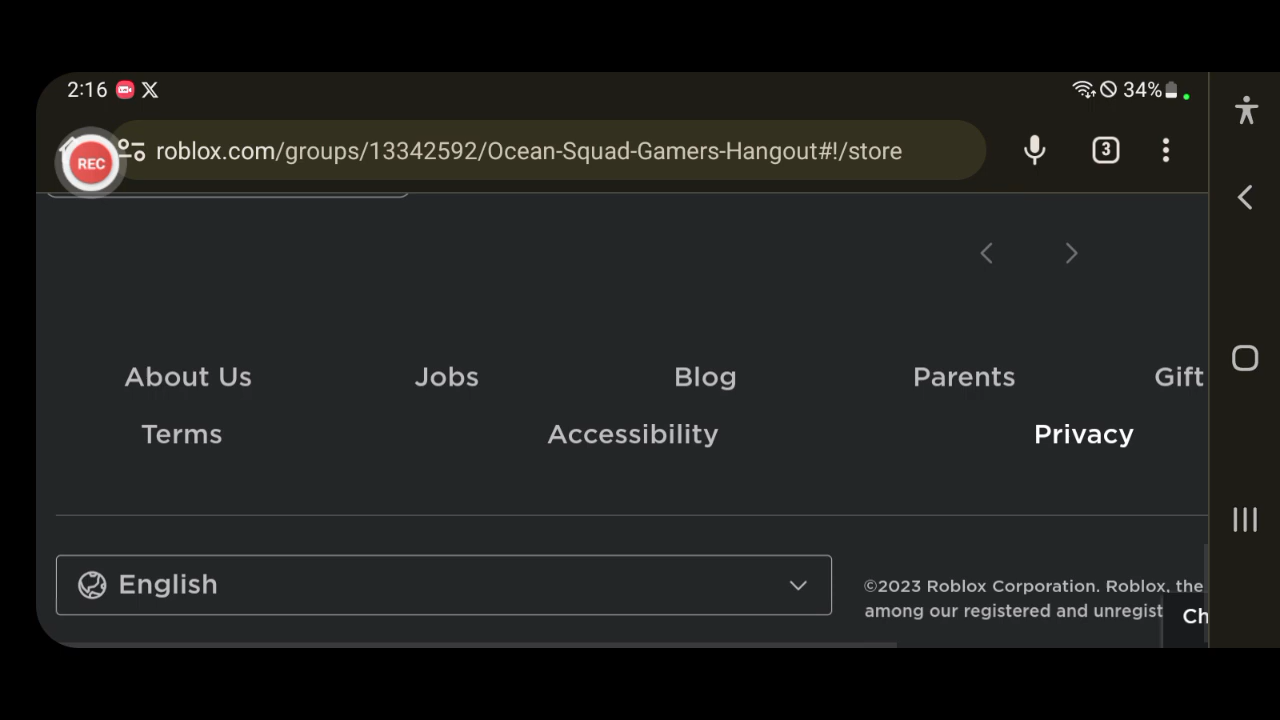 2:16 34%
REC roblox.com/groups/13342592/Ocean-Squad-Gamers-Hangout#!/store 3
About Us Jobs Blog Parents Gift
Terms Accessibility Privacy
English
©2023 Roblox Corporation. Roblox, the
among our registered and unregist
Ch